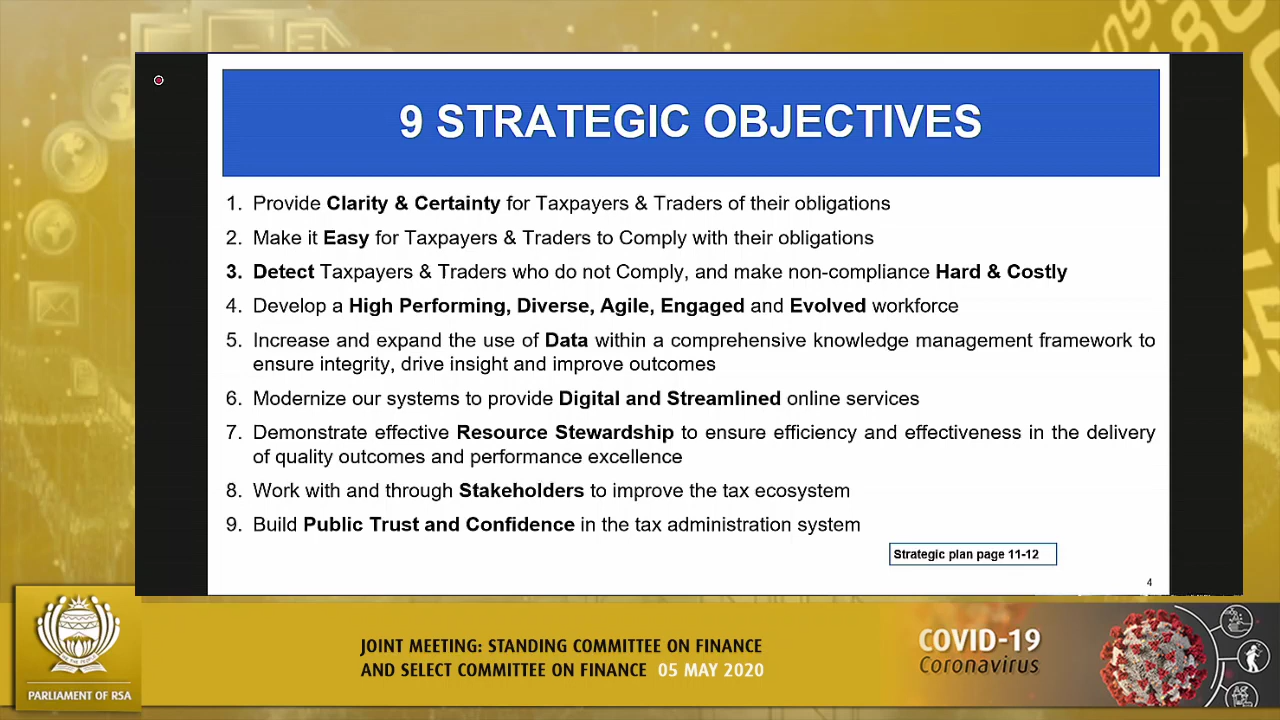 9 STRATEGIC OBJECTIVES
1. Provide Clarity & Certainty for Taxpayers & Traders of their obligations
2. Make it Easy for Taxpayers & Traders to Comply with their obligations
3. Detect Taxpayers & Traders who do not Comply, and make non-compliance Hard & Costly
4. Develop a High Performing, Diverse, Agile, Engaged and Evolved workforce
5. Increase and expand the use of Data within a comprehensive knowledge management framework to
ensure integrity, drive insight and improve outcomes
6. Modernize our systems to provide Digital and Streamlined online services
7. Demonstrate effective Resource Stewardship to ensure efficiency and effectiveness in the delivery
of quality outcomes and performance excellence
8. Work with and through Stakeholders to improve the tax ecosystem
9. Build Public Trust and Confidence in the tax administration system
Strategic plan page 11-12
4
PARLIAMENT OF RSA
JOINT MEETING: STANDING COMMITTEE ON FINANCE
AND SELECT COMMITTEE ON FINANCE 05 MAY 2020
COVID-19
Coronavirus